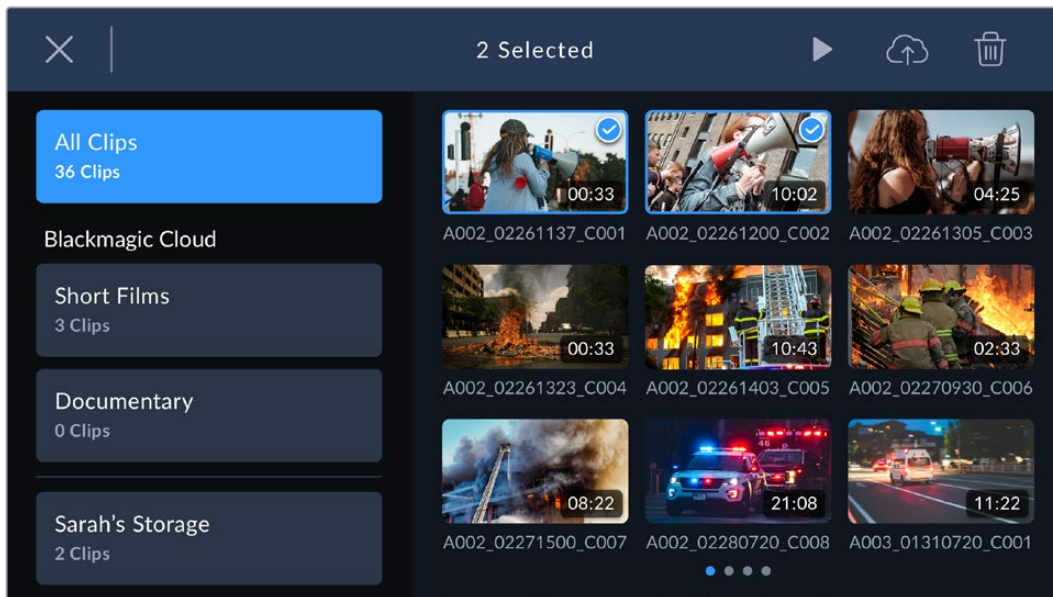 2 Selected
All Clips
36 Clips
Blackmagic Cloud
Short Films
3 Clips
Documentary
0 Clips
Sarah's Storage
2 Clips
00:33
10:02
04:25
A002_02261137_C001
A002_02261200_C002
A002_02261305_C003
00:33
10:43
02:33
A002_02261323_C004
A002_02261403_C005
A002_02270930_C006
46
08:22
21:08
11:22
A002_02271500_C007
A002_02280720_C008
A003_01310720_C001